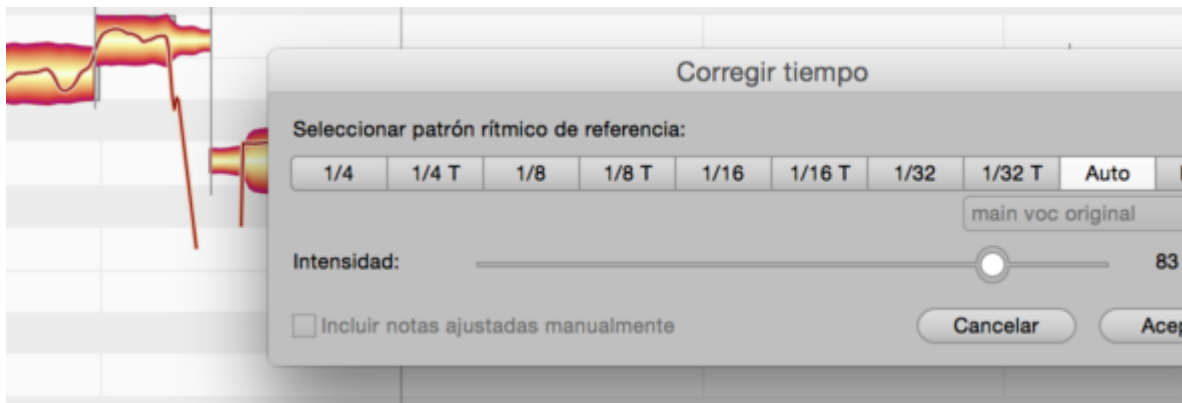 Corregir tiempo
Seleccionar patrón rítmico de referencia:
1/4 1/4 T 1/8 1/8 T 1/16 1/16 T 1/32 1/32 T Auto
main voc original
Intensidad: 83
Incluir notas ajustadas manualmente Cancelar